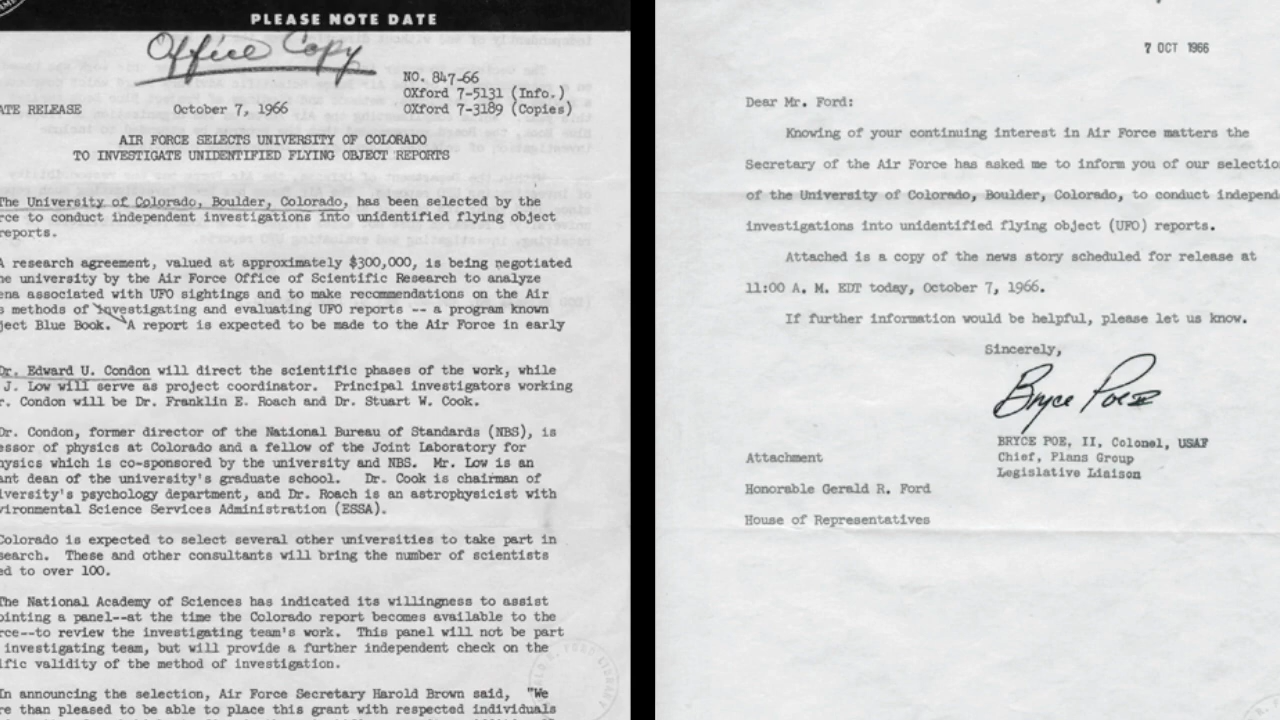 PLEASE NOTE DATE
Office Copy
NO. 847-66
OXford 7-5131 (Info.)
ATE RELEASE October 7, 1966 OXford 7-3189 (Copies)
AIR FORCE SELECTS UNIVERSITY OF COLORADO
TO INVESTIGATE UNIDENTIFIED FLYING OBJECT REPORTS
The University of Colorado, Boulder, Colorado, has been selected by the
rce to conduct independent investigations into unidentified flying object
reports.
A research agreement, valued at approximately $300,000, is being negotiated
he university by the Air Force Office of Scientific Research to analyze
ena associated with UFO sightings and to make recommendations on the Air
s methods of investigating and evaluating UFO reports -- a program known
ject Blue Book. A report is expected to be made to the Air Force in early
Dr. Edward U. Condon will direct the scientific phases of the work, while
J. Low will serve as project coordinator. Principal investigators working
r. Condon will be Dr. Franklin E. Roach and Dr. Stuart W. Cook.
Dr. Condon, former director of the National Bureau of Standards (NBS), is
essor of physics at Colorado and a fellow of the Joint Laboratory for
hysics which is co-sponsored by the university and NBS. Mr. Low is an
ant dean of the university's graduate school. Dr. Cook is chairman of
iversity's psychology department, and Dr. Roach is an astrophysicist with
vironmental Science Services Administration (ESSA).
Colorado is expected to select several other universities to take part in
search. These and other consultants will bring the number of scientists
ed to over 100.
The National Academy of Sciences has indicated its willingness to assist
ointing a panel--at the time the Colorado report becomes available to the
rce--to review the investigating team's work. This panel will not be part
investigating team, but will provide a further independent check on the
ific validity of the method of investigation.
In announcing the selection, Air Force Secretary Harold Brown said, "We
re than pleased to be able to place this grant with respected individuals
7 OCT 1966
Dear Mr. Ford:
Knowing of your continuing interest in Air Force matters the
Secretary of the Air Force has asked me to inform you of our selectio
of the University of Colorado, Boulder, Colorado, to conduct independ
investigations into unidentified flying object (UFO) reports.
Attached is a copy of the news story scheduled for release at
11:00 A. M. EDT today, October 7, 1966.
If further information would be helpful, please let us know.
Sincerely,
Bryce Poe II
BRYCE POE, II, Colonel, USAF
Chief, Plans Group
Legislative Liaison
Attachment
Honorable Gerald R. Ford
House of Representatives